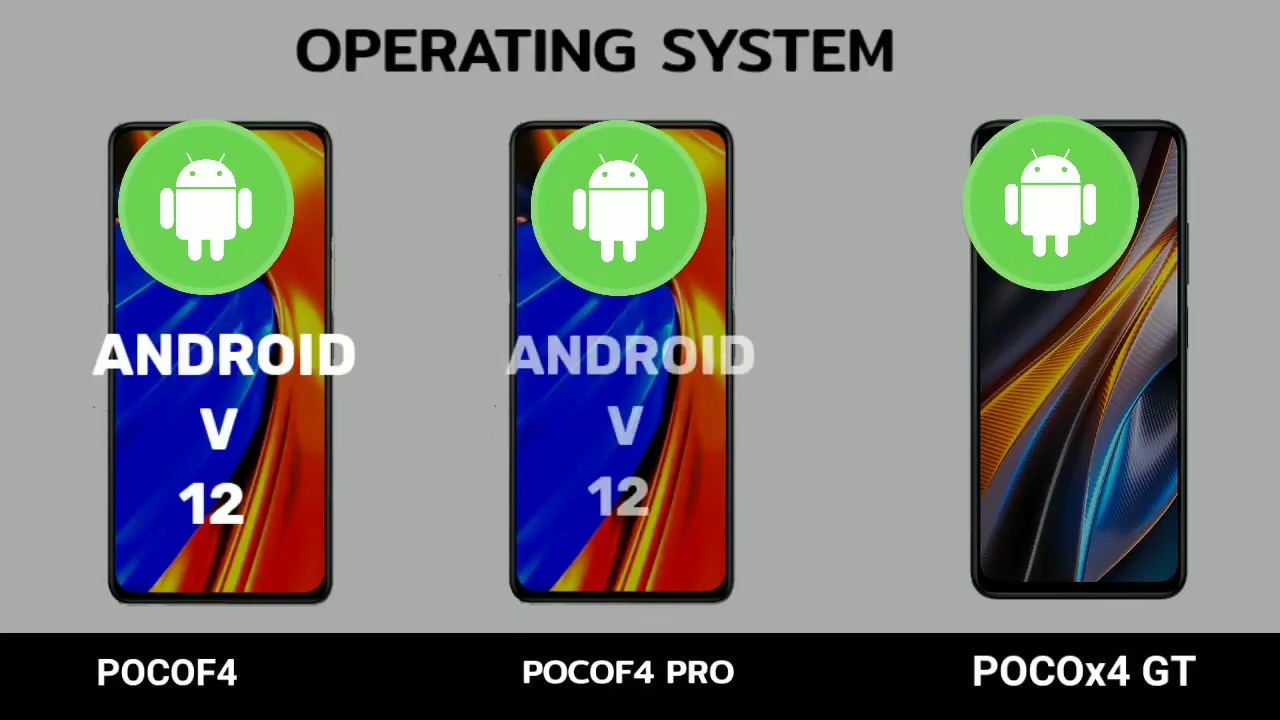 OPERATING SYSTEM
ANDROID
V
12
ANDROID
V
12
POCOF4
POCOF4 PRO
POCOx4 GT